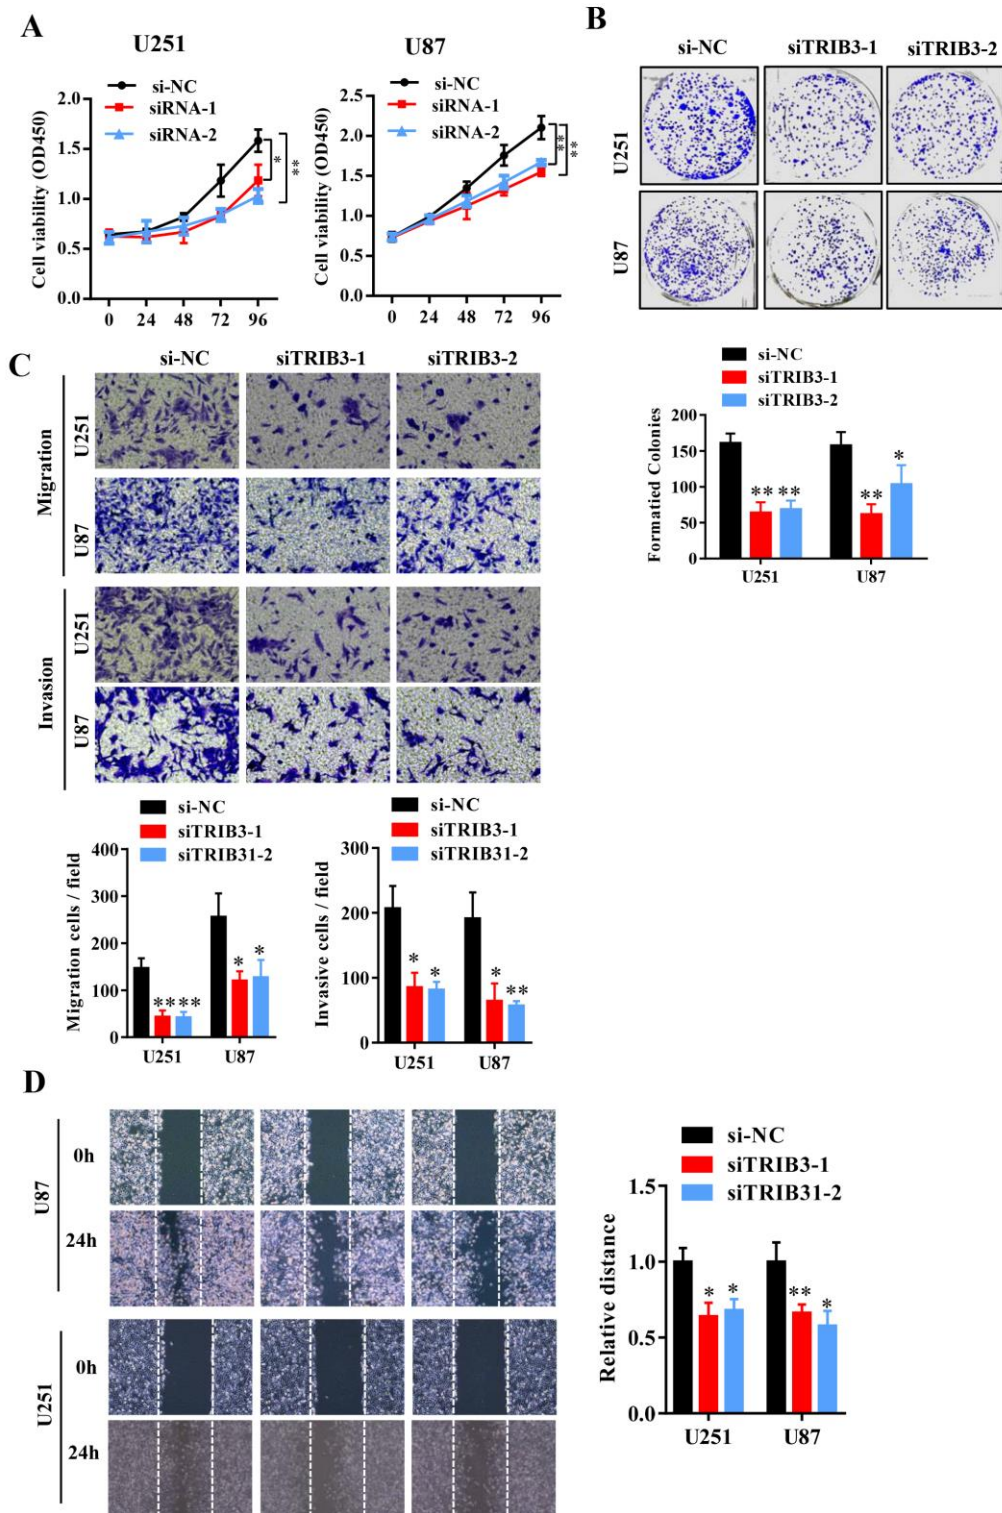 A
U251
U87
si-NC
siRNA-1
siRNA-2
Cell viability (OD450)
2.0
1.5
1.0
0.5
0.0
0 24 48 72 96
*
**
si-NC
siRNA-1
siRNA-2
Cell viability (OD450)
2.5
2.0
1.5
1.0
0.5
0.0
0 24 48 72 96
**
**
B
si-NC siTRIB3-1 siTRIB3-2
U251
U87
si-NC
siTRIB3-1
siTRIB3-2
Formatied Colonies
200
150
100
50
0
** ** ** *
U251 U87
C
si-NC siTRIB3-1 siTRIB3-2
Migration
U251
U87
Invasion
U251
U87
si-NC
siTRIB3-1
siTRIB31-2
Migration cells / field
400
300
200
100
0
**** * *
U251 U87
si-NC
siTRIB3-1
siTRIB31-2
Invasive cells / field
300
200
100
0
* * * **
U251 U87
D
U87
0h
24h
U251
0h
24h
si-NC
siTRIB3-1
siTRIB31-2
Relative distance
1.5
1.0
0.5
0.0
* * ** *
U251 U87